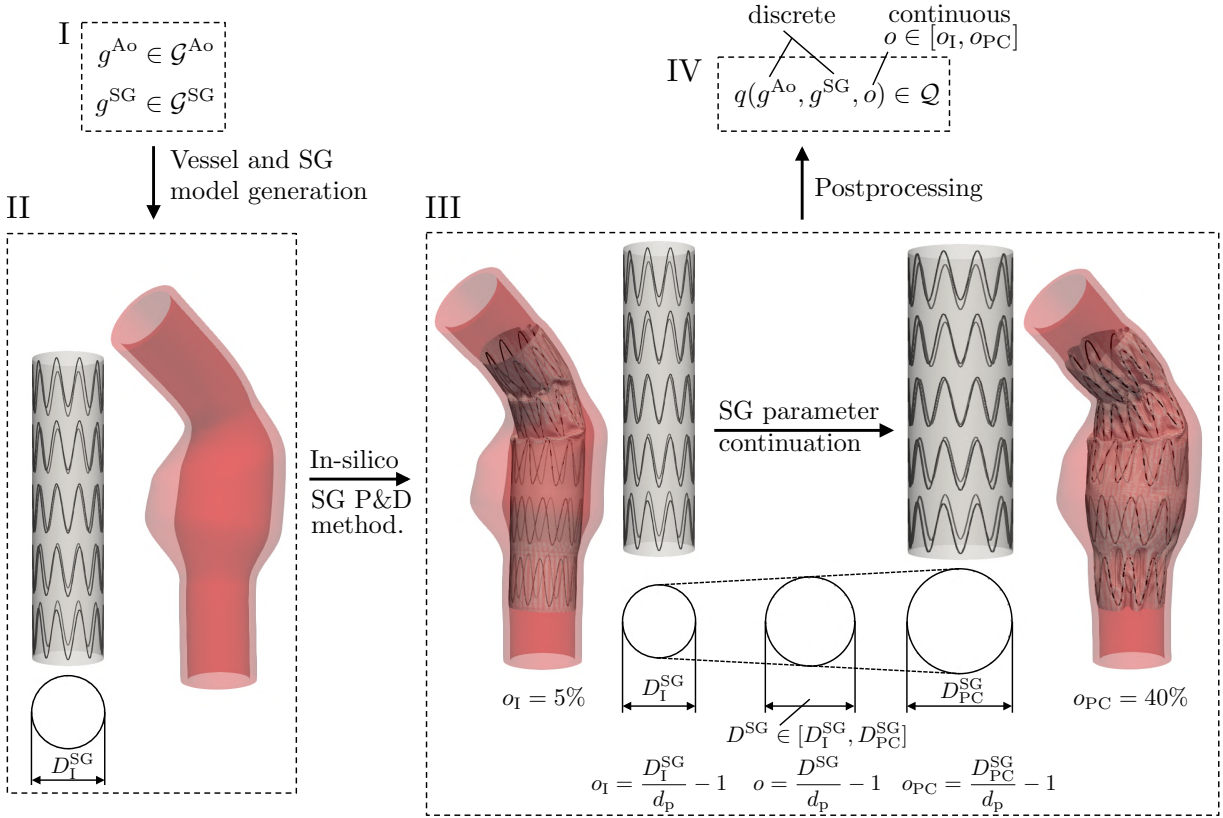 I
g^Ao ∈ 𝒢^Ao
g^SG ∈ 𝒢^SG
Vessel and SG
model generation
discrete
continuous
o ∈ [o_I, o_PC]
IV
q(g^Ao, g^SG, o) ∈ 𝒬
Postprocessing
II
D_I^SG
In-silico
SG P&D
method.
III
SG parameter
continuation
o_I = 5%
D_I^SG
D_PC^SG
o_PC = 40%
D^SG ∈ [D_I^SG, D_PC^SG]
o_I = D_I^SG / d_p − 1 o = D^SG / d_p − 1 o_PC = D_PC^SG / d_p − 1